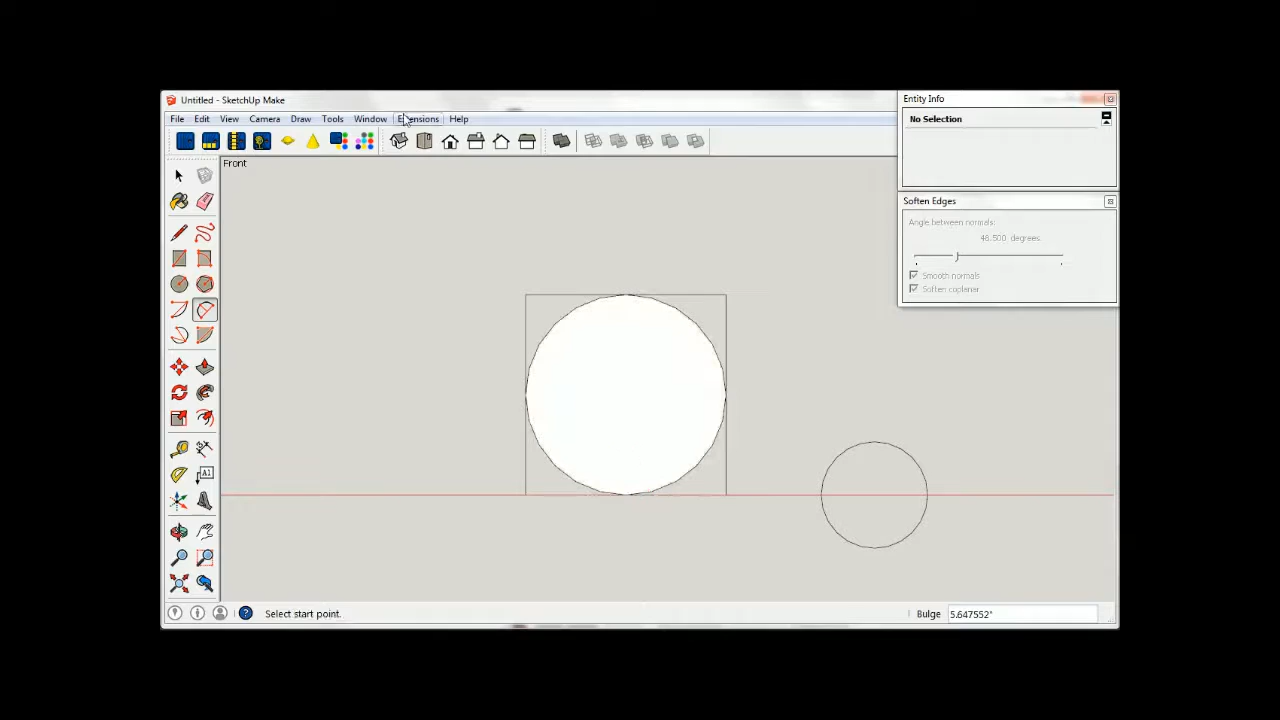 Untitled - SketchUp Make
File Edit View Camera Draw Tools Window Extensions Help
Front
Entity Info
No Selection
Soften Edges
Angle between normals:
46.500 degrees.
Smooth normals
Soften coplanar
A1
Select start point.
Bulge 5.647552"